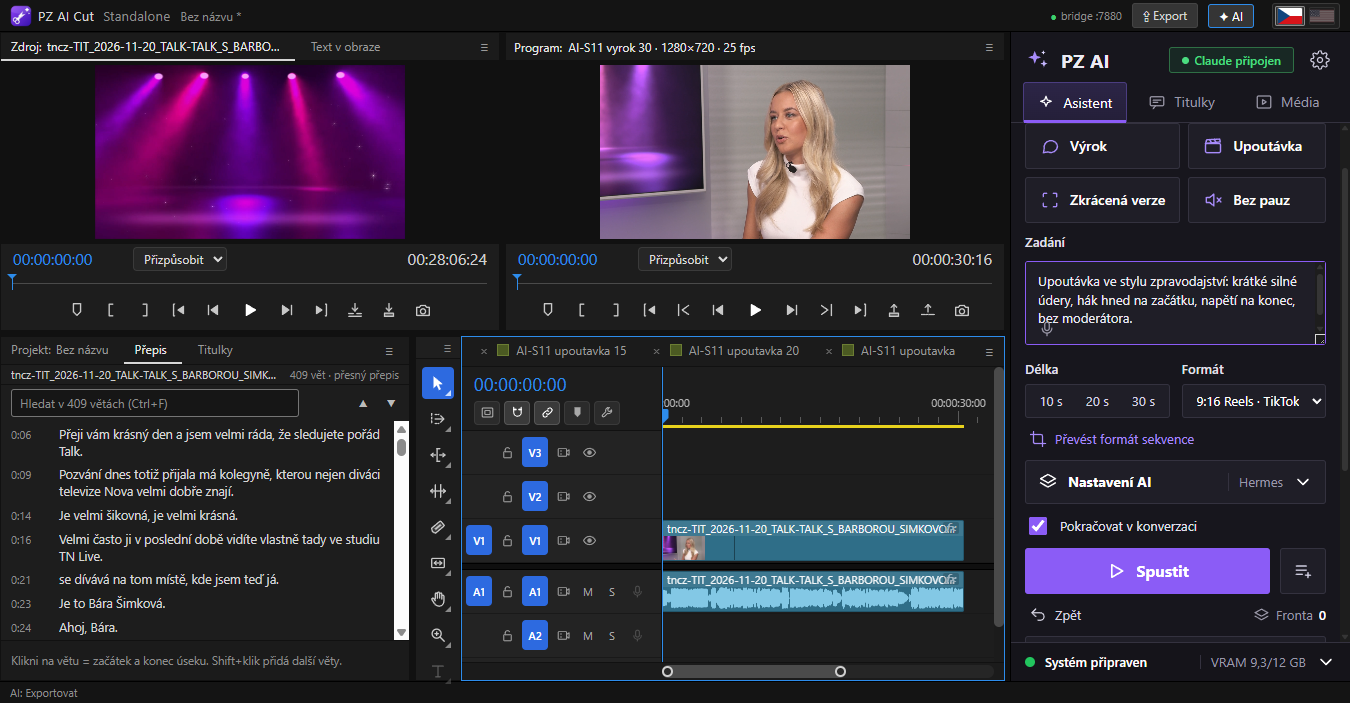 PZ AI Cut Standalone Bez názvu *
bridge :7880
Export
AI
Zdroj: tncz-TIT_2026-11-20_TALK-TALK_S_BARBO...
Text v obraze
Program: AI-S11 vyrok 30 · 1280×720 · 25 fps
00:00:00:00
Přizpůsobit
00:28:06:24
00:00:00:00
Přizpůsobit
00:00:30:16
Projekt: Bez názvu
Přepis
Titulky
tncz-TIT_2026-11-20_TALK-TALK_S_BARBOROU_SIMK...
409 vět · přesný přepis
Hledat v 409 větách (Ctrl+F)
0:06 Přeji vám krásný den a jsem velmi ráda, že sledujete pořad
Talk.
0:09 Pozvání dnes totiž přijala má kolegyně, kterou nejen diváci
televize Nova velmi dobře znají.
0:14 Je velmi šikovná, je velmi krásná.
0:16 Velmi často ji v poslední době vidíte vlastně tady ve studiu
TN Live.
0:21 se dívává na tom místě, kde jsem teď já.
0:23 Je to Bára Šimková.
0:24 Ahoj, Bára.
Klikni na větu = začátek a konec úseku. Shift+klik přidá další věty.
AI: Exportovat
× AI-S11 upoutavka 15
× AI-S11 upoutavka 20
× AI-S11 upoutavka
00:00:00:00
00:00
00:00:30:00
V3
V2
V1 V1
tncz-TIT_2026-11-20_TALK-TALK_S_BARBOROU_SIMKOVO
fx
A1 A1 M S
tncz-TIT_2026-11-20_TALK-TALK_S_BARBOROU_SIMKOVO
fx
A2 M S
PZ AI
Claude připojen
Asistent
Titulky
Média
Výrok
Upoutávka
Zkrácená verze
Bez pauz
Zadání
Upoutávka ve stylu zpravodajství: krátké silné
údery, hák hned na začátku, napětí na konec,
bez moderátora.
Délka
Formát
10 s 20 s 30 s
9:16 Reels · TikTok
Převést formát sekvence
Nastavení AI
Hermes
Pokračovat v konverzaci
Spustit
Zpět
Fronta 0
Systém připraven
VRAM 9,3/12 GB